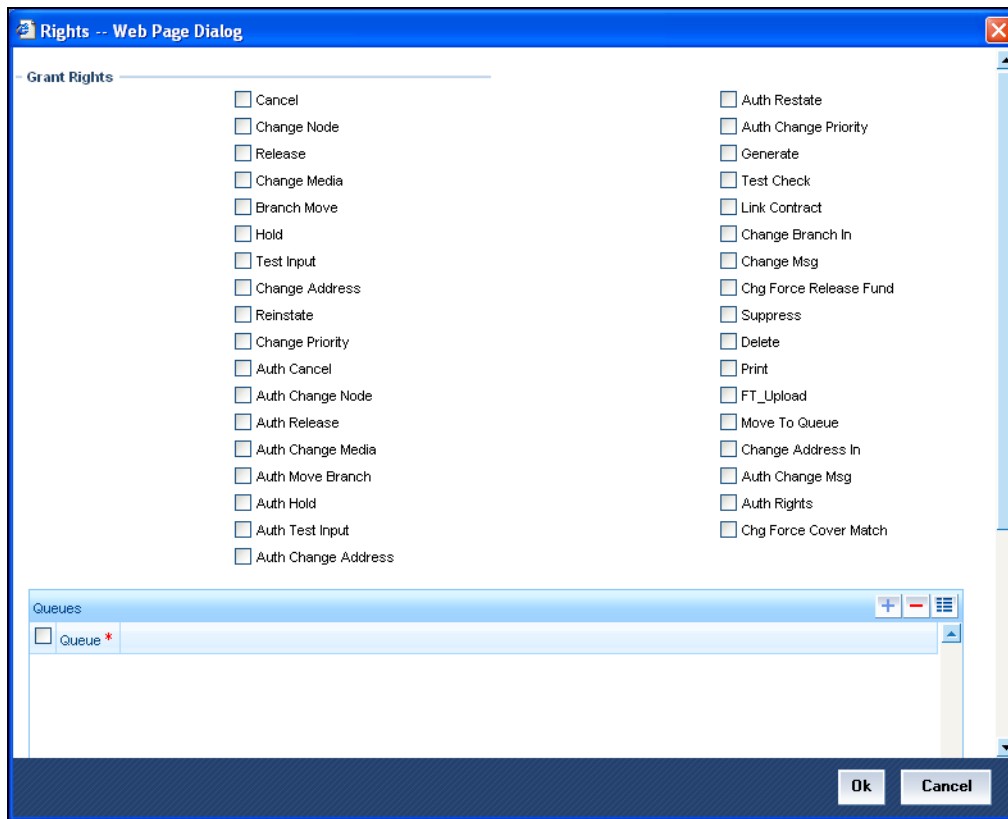 Rights -- Web Page Dialog
Grant Rights
Cancel
Change Node
Release
Change Media
Branch Move
Hold
Test Input
Change Address
Reinstate
Change Priority
Auth Cancel
Auth Change Node
Auth Release
Auth Change Media
Auth Move Branch
Auth Hold
Auth Test Input
Auth Change Address
Auth Restate
Auth Change Priority
Generate
Test Check
Link Contract
Change Branch In
Change Msg
Chg Force Release Fund
Suppress
Delete
Print
FT_Upload
Move To Queue
Change Address In
Auth Change Msg
Auth Rights
Chg Force Cover Match
Queues
Queue *
Ok
Cancel